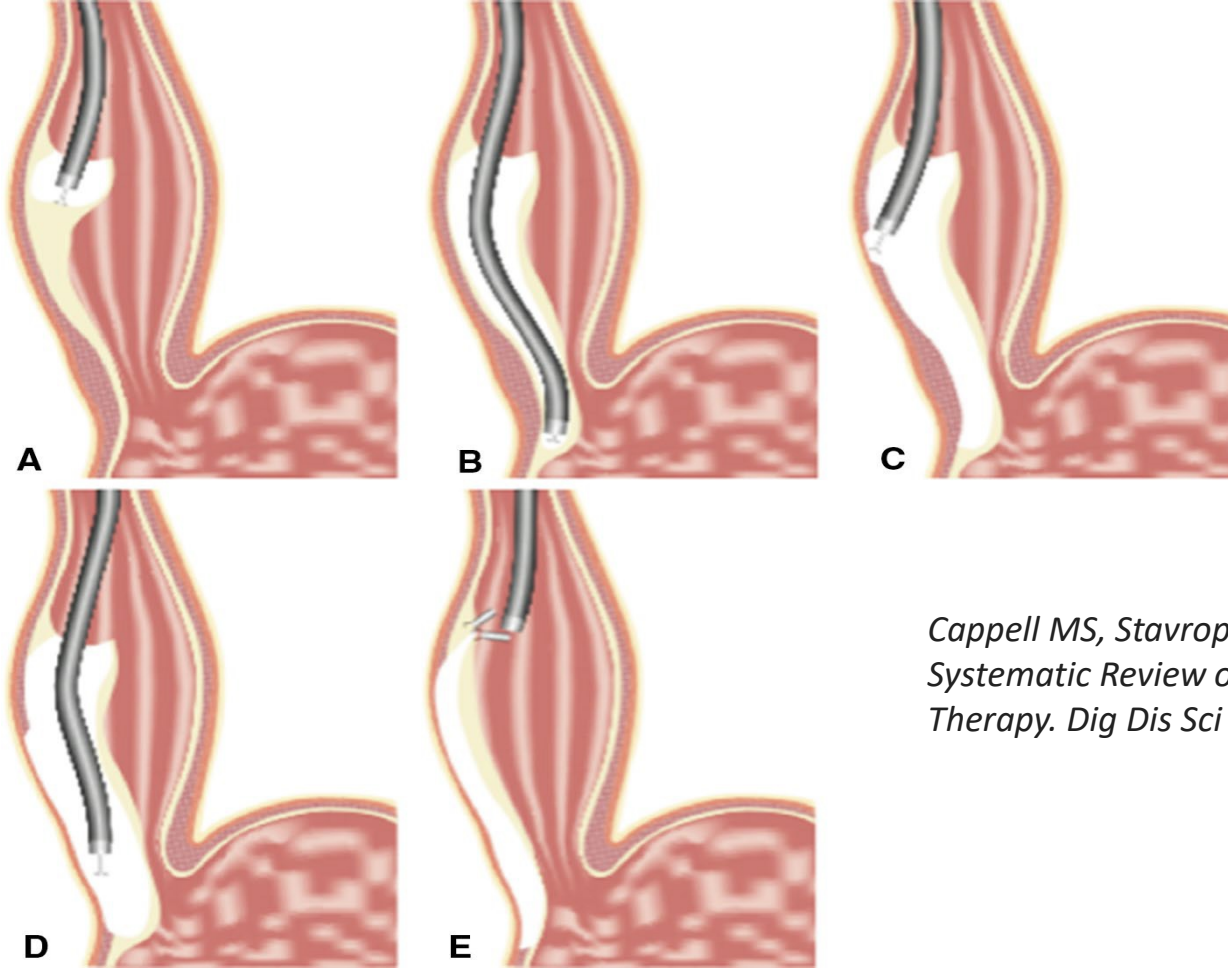 A
B
C
D
E
Cappell MS, Stavrop
Systematic Review o
Therapy. Dig Dis Sci